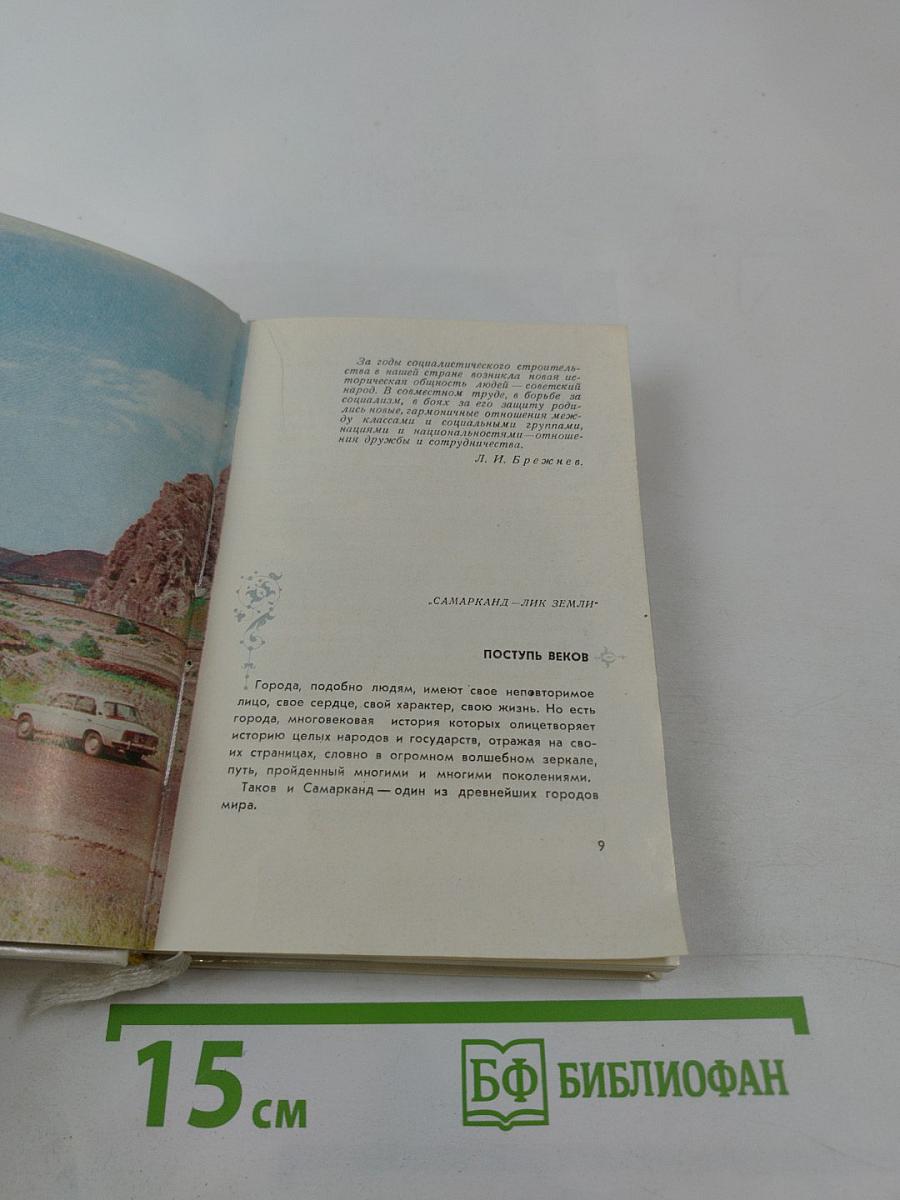 За годы социалистического строитель-
ства в нашей стране возникла новая ис-
торическая общность людей — советский
народ. В совместном труде, в борьбе за
социализм, в боях за его защиту роди-
лись новые, гармоничные отношения меж-
ду классами и социальными группами,
нациями и национальностями — отноше-
ния дружбы и сотрудничества.
Л. И. Брежнев.
„САМАРКАНД — ЛИК ЗЕМЛИ"
ПОСТУПЬ ВЕКОВ
Города, подобно людям, имеют свое неповторимое
лицо, свое сердце, свой характер, свою жизнь. Но есть
города, многовековая история которых олицетворяет
историю целых народов и государств, отражая на сво-
их страницах, словно в огромном волшебном зеркале,
путь, пройденный многими и многими поколениями.
Таков и Самарканд — один из древнейших городов
мира.
9
15 см
БФ БИБЛИОФАН